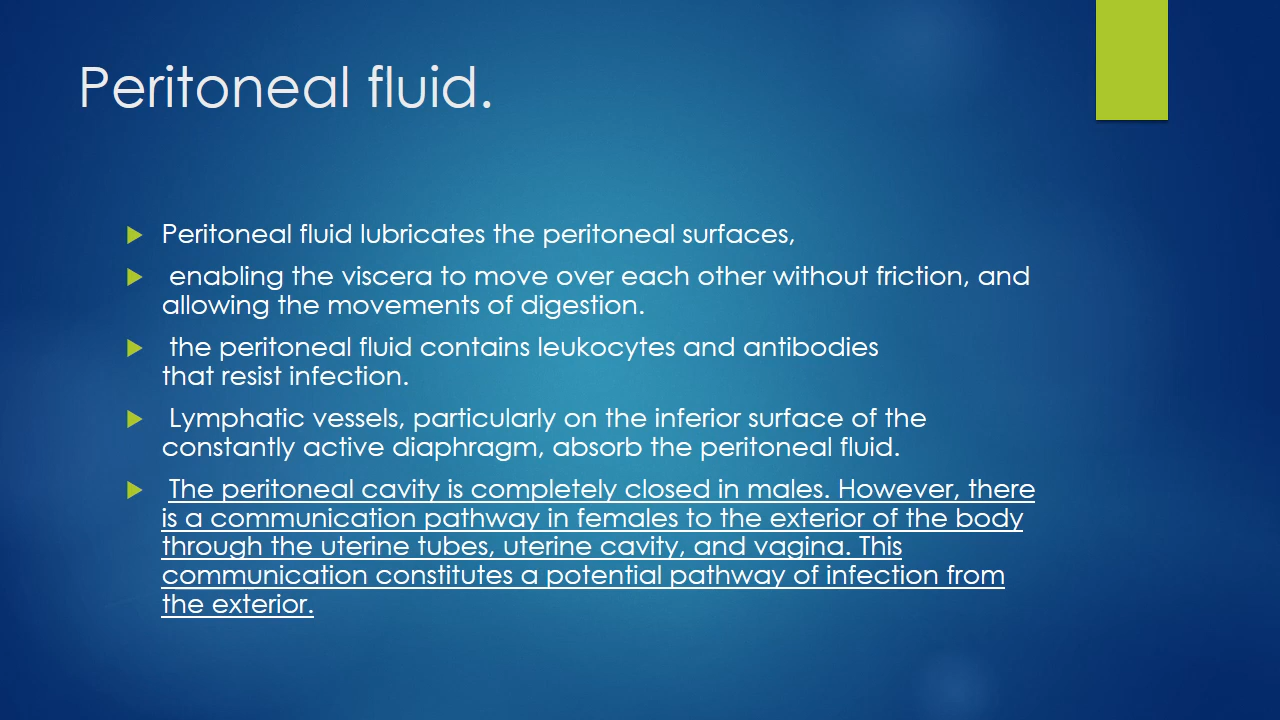 Peritoneal fluid.
Peritoneal fluid lubricates the peritoneal surfaces,
enabling the viscera to move over each other without friction, and
allowing the movements of digestion.
the peritoneal fluid contains leukocytes and antibodies
that resist infection.
Lymphatic vessels, particularly on the inferior surface of the
constantly active diaphragm, absorb the peritoneal fluid.
The peritoneal cavity is completely closed in males. However, there
is a communication pathway in females to the exterior of the body
through the uterine tubes, uterine cavity, and vagina. This
communication constitutes a potential pathway of infection from
the exterior.